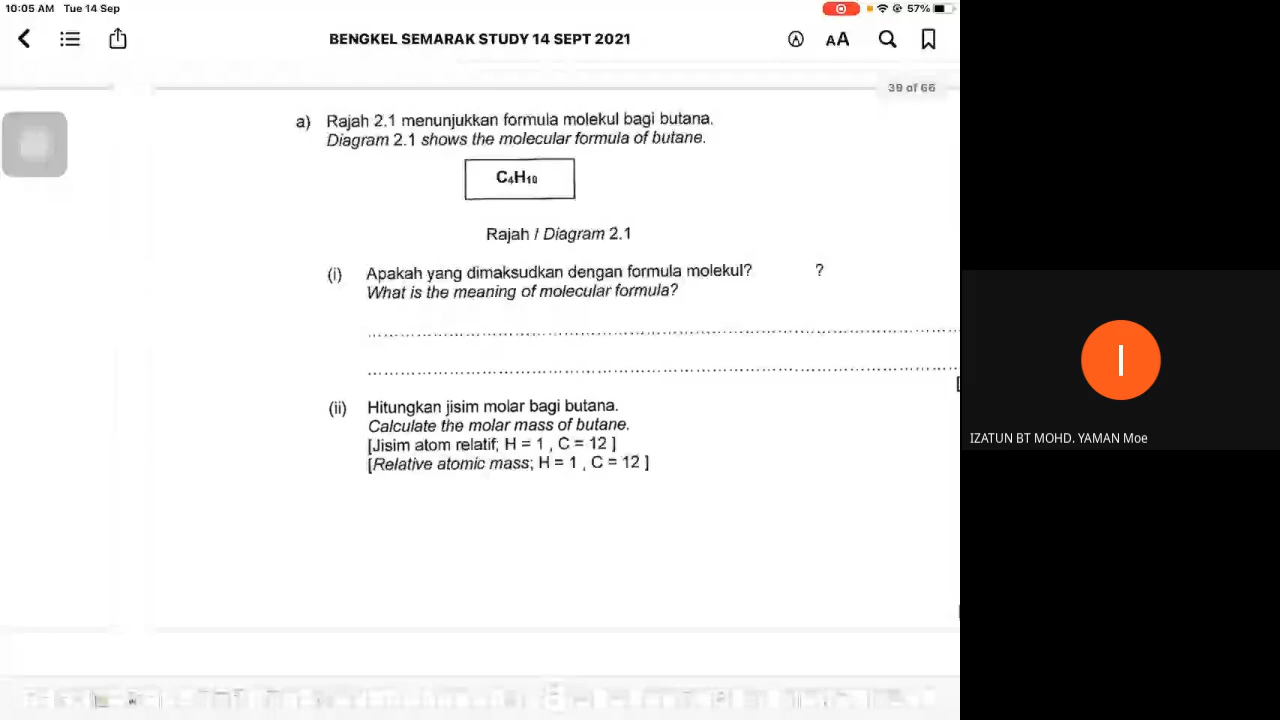 10:05 AM Tue 14 Sep
57%
BENGKEL SEMARAK STUDY 14 SEPT 2021
AA
39 of 66
a) Rajah 2.1 menunjukkan formula molekul bagi butana.
Diagram 2.1 shows the molecular formula of butane.
C₄H₁₀
Rajah / Diagram 2.1
(i) Apakah yang dimaksudkan dengan formula molekul? ?
What is the meaning of molecular formula?
(ii) Hitungkan jisim molar bagi butana.
Calculate the molar mass of butane.
[Jisim atom relatif; H = 1 , C = 12 ]
[Relative atomic mass; H = 1 , C = 12 ]
I
IZATUN BT MOHD. YAMAN Moe